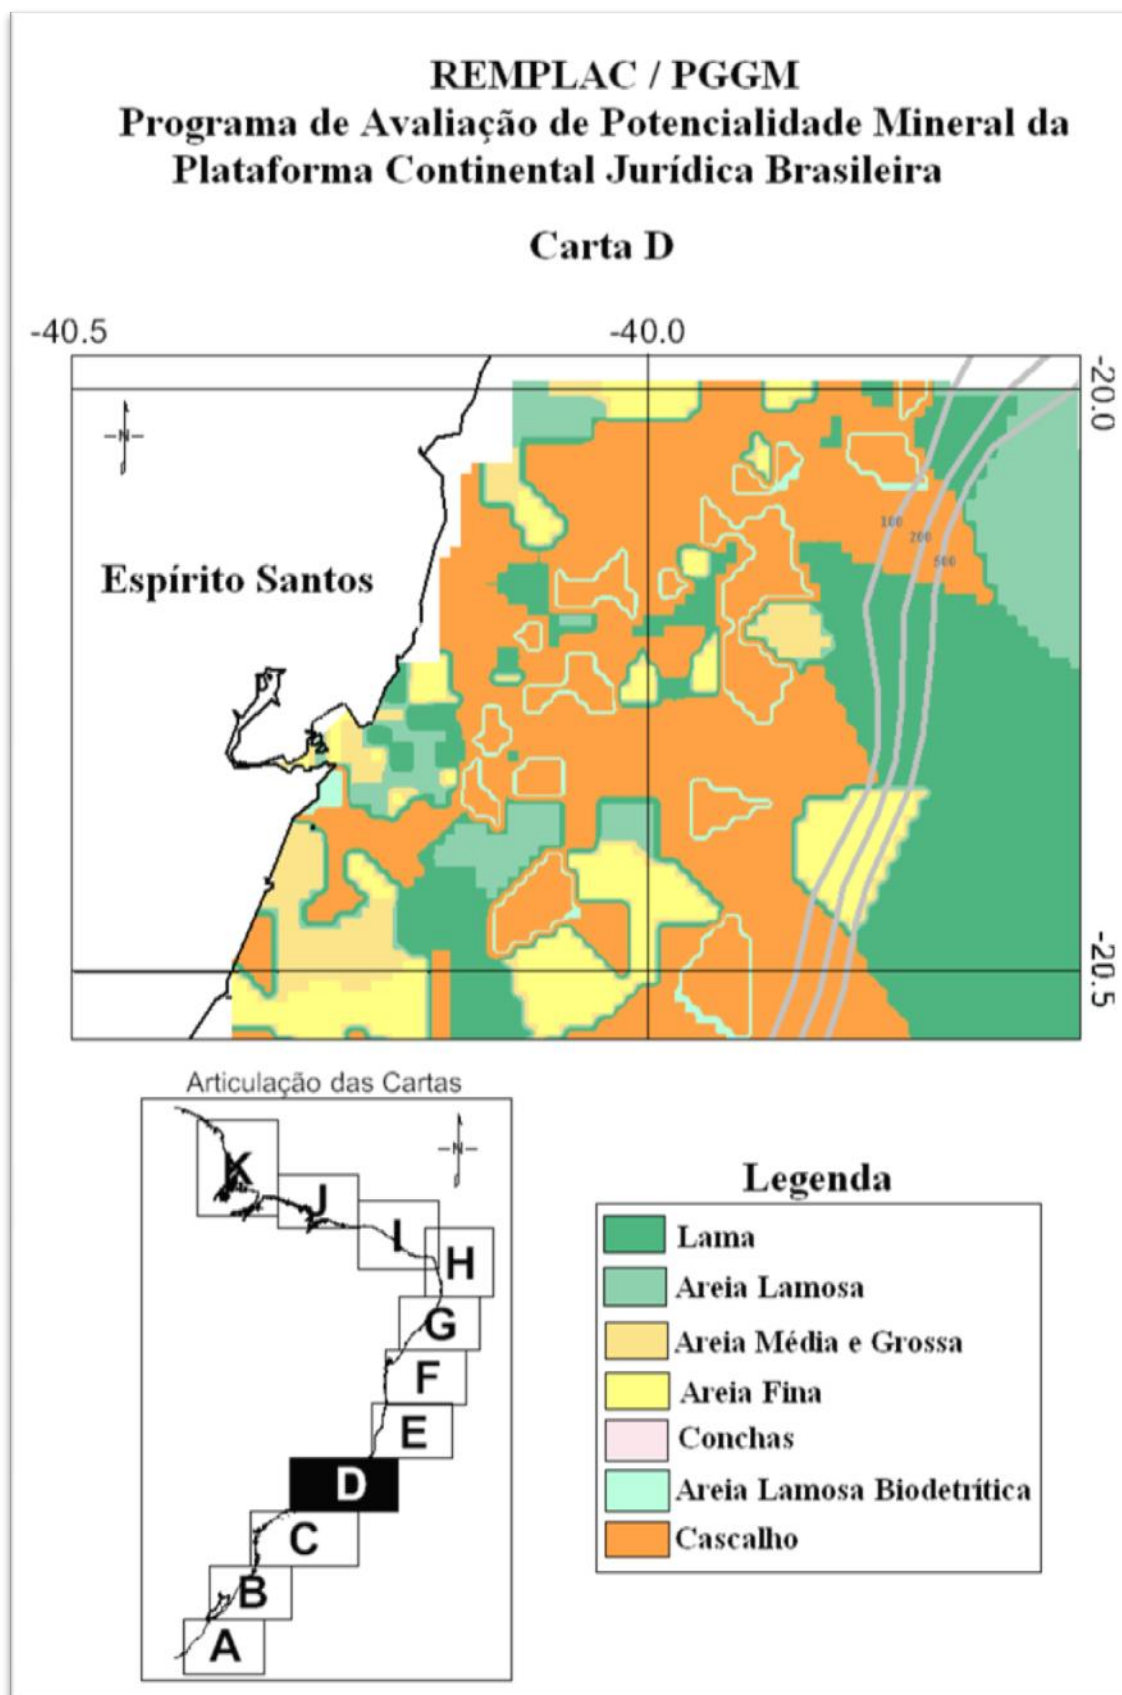 REMPLAC / PGGM
Programa de Avaliação de Potencialidade Mineral da
Plataforma Continental Jurídica Brasileira
Carta D
-40.5
-40.0
-20.0
N
100
200
500
Espírito Santos
-20.5
Articulação das Cartas
N
K
J
I
H
G
F
E
D
C
B
A
Legenda
Lama
Areia Lamosa
Areia Média e Grossa
Areia Fina
Conchas
Areia Lamosa Biodetrítica
Cascalho